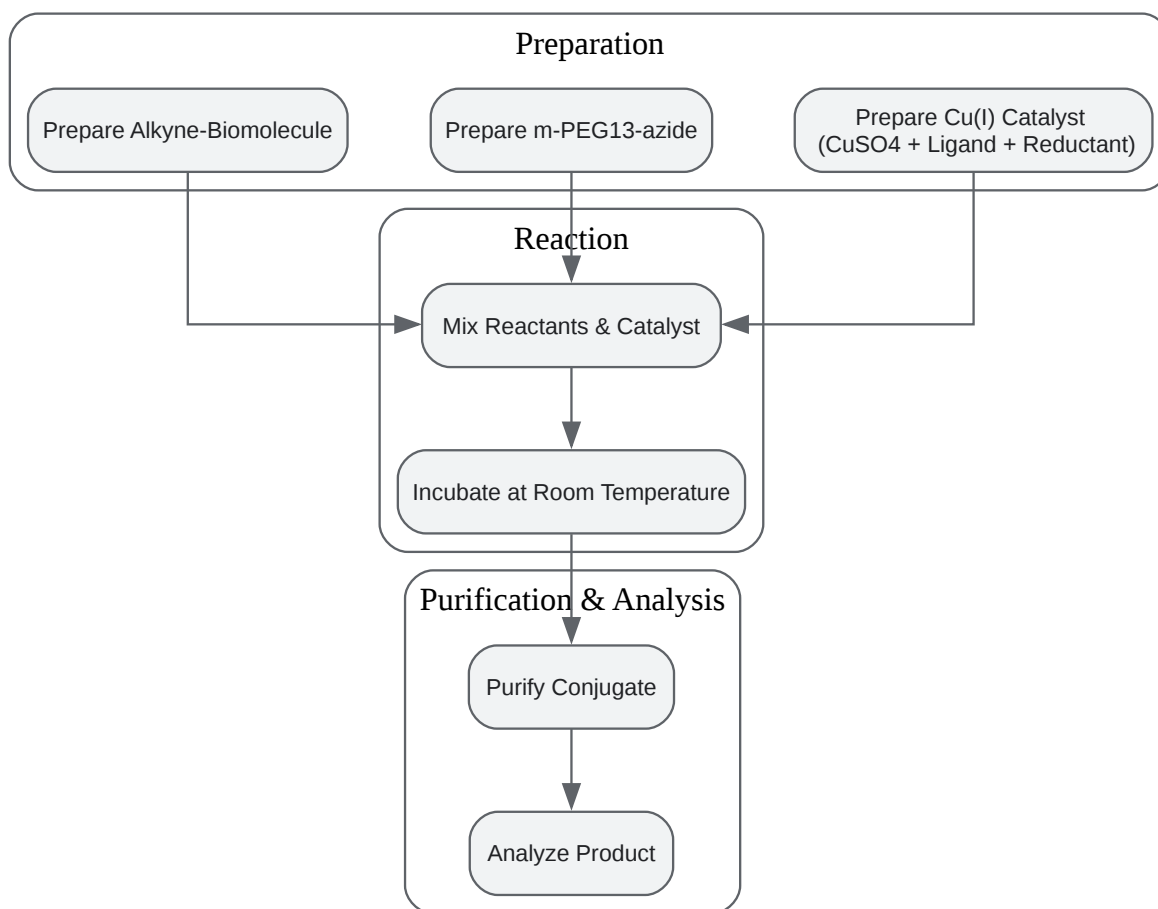 Preparation
Prepare Alkyne-Biomolecule
Prepare m-PEG13-azide
Prepare Cu(I) Catalyst
(CuSO4 + Ligand + Reductant)
Reaction
Mix Reactants & Catalyst
Incubate at Room Temperature
Purification & Analysis
Purify Conjugate
Analyze Product